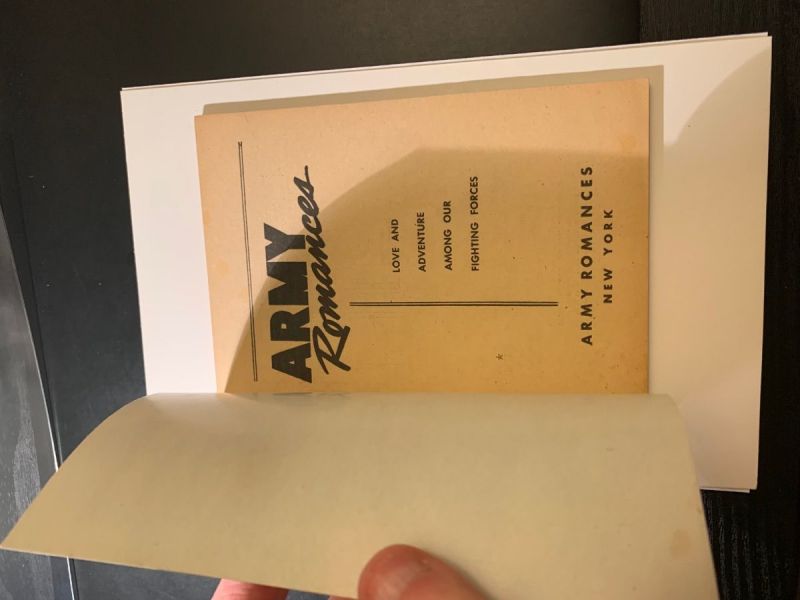 ARMY
Romances
LOVE AND
ADVENTURE
AMONG OUR
FIGHTING FORCES
ARMY ROMANCES
NEW YORK